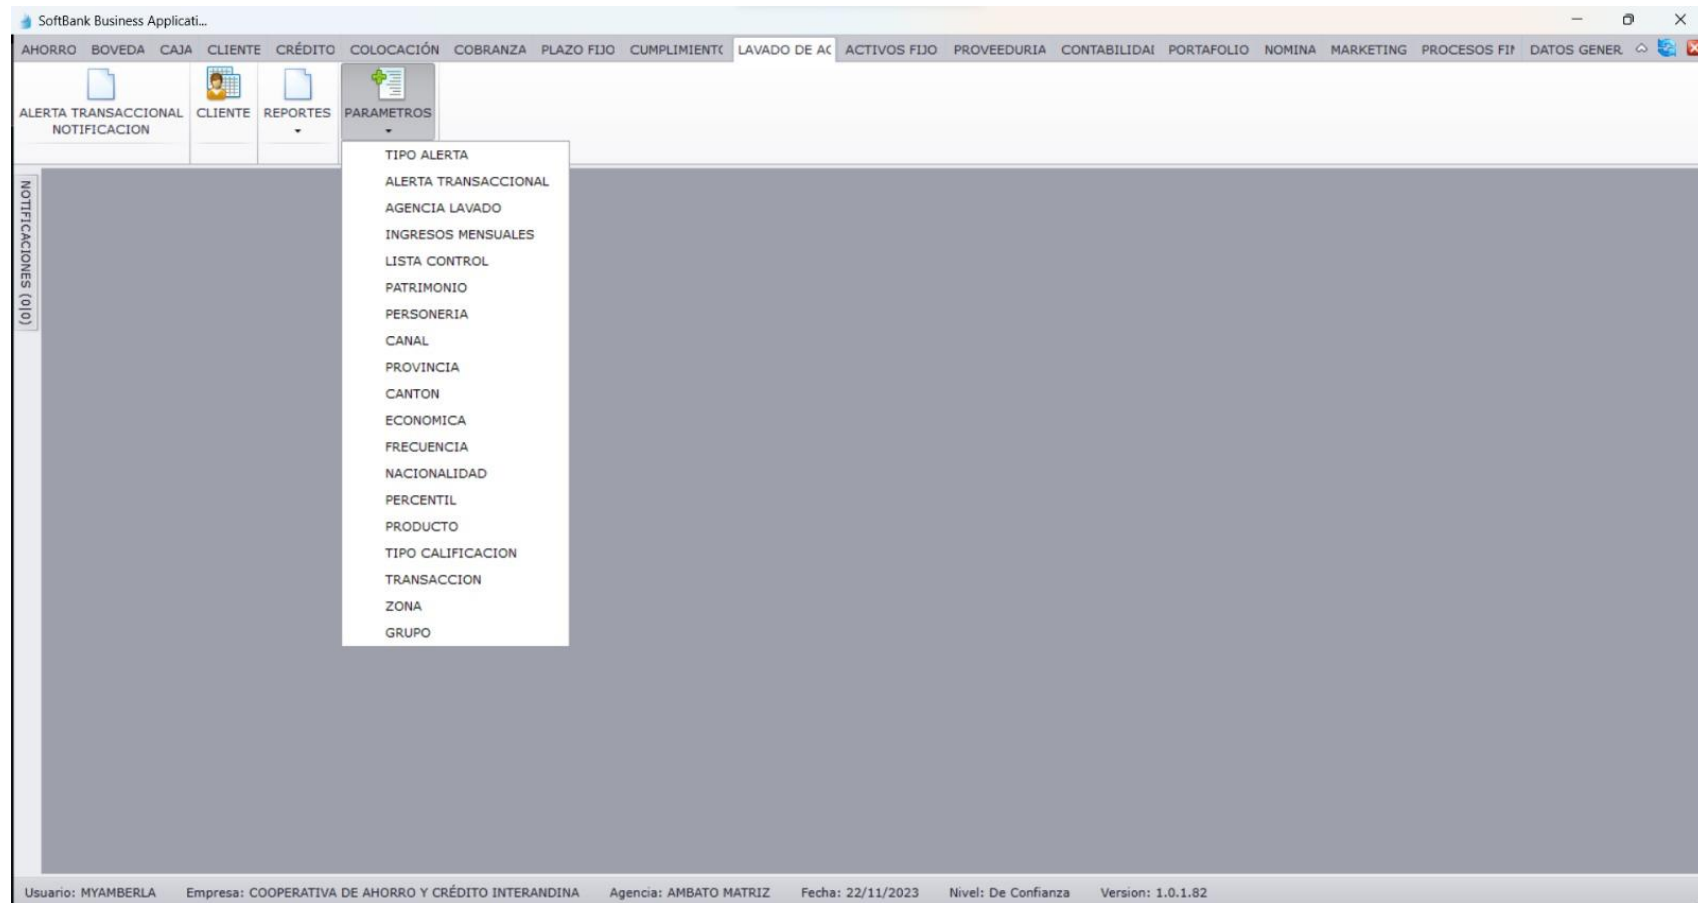 SoftBank Business Applicati...
AHORRO BOVEDA CAJA CLIENTE CRÉDITO COLOCACIÓN COBRANZA PLAZO FIJO CUMPLIMIENT( LAVADO DE AC ACTIVOS FIJO PROVEEDURIA CONTABILIDAI PORTAFOLIO NOMINA MARKETING PROCESOS FIN DATOS GENER
ALERTA TRANSACCIONAL NOTIFICACION CLIENTE REPORTES PARAMETROS
TIPO ALERTA
ALERTA TRANSACCIONAL
AGENCIA LAVADO
INGRESOS MENSUALES
LISTA CONTROL
PATRIMONIO
PERSONERIA
CANAL
PROVINCIA
CANTON
ECONOMICA
FRECUENCIA
NACIONALIDAD
PERCENTIL
PRODUCTO
TIPO CALIFICACION
TRANSACCION
ZONA
GRUPO
NOTIFICACIONES (0|0)
Usuario: MYAMBERLA Empresa: COOPERATIVA DE AHORRO Y CRÉDITO INTERANDINA Agencia: AMBATO MATRIZ Fecha: 22/11/2023 Nivel: De Confianza Version: 1.0.1.82